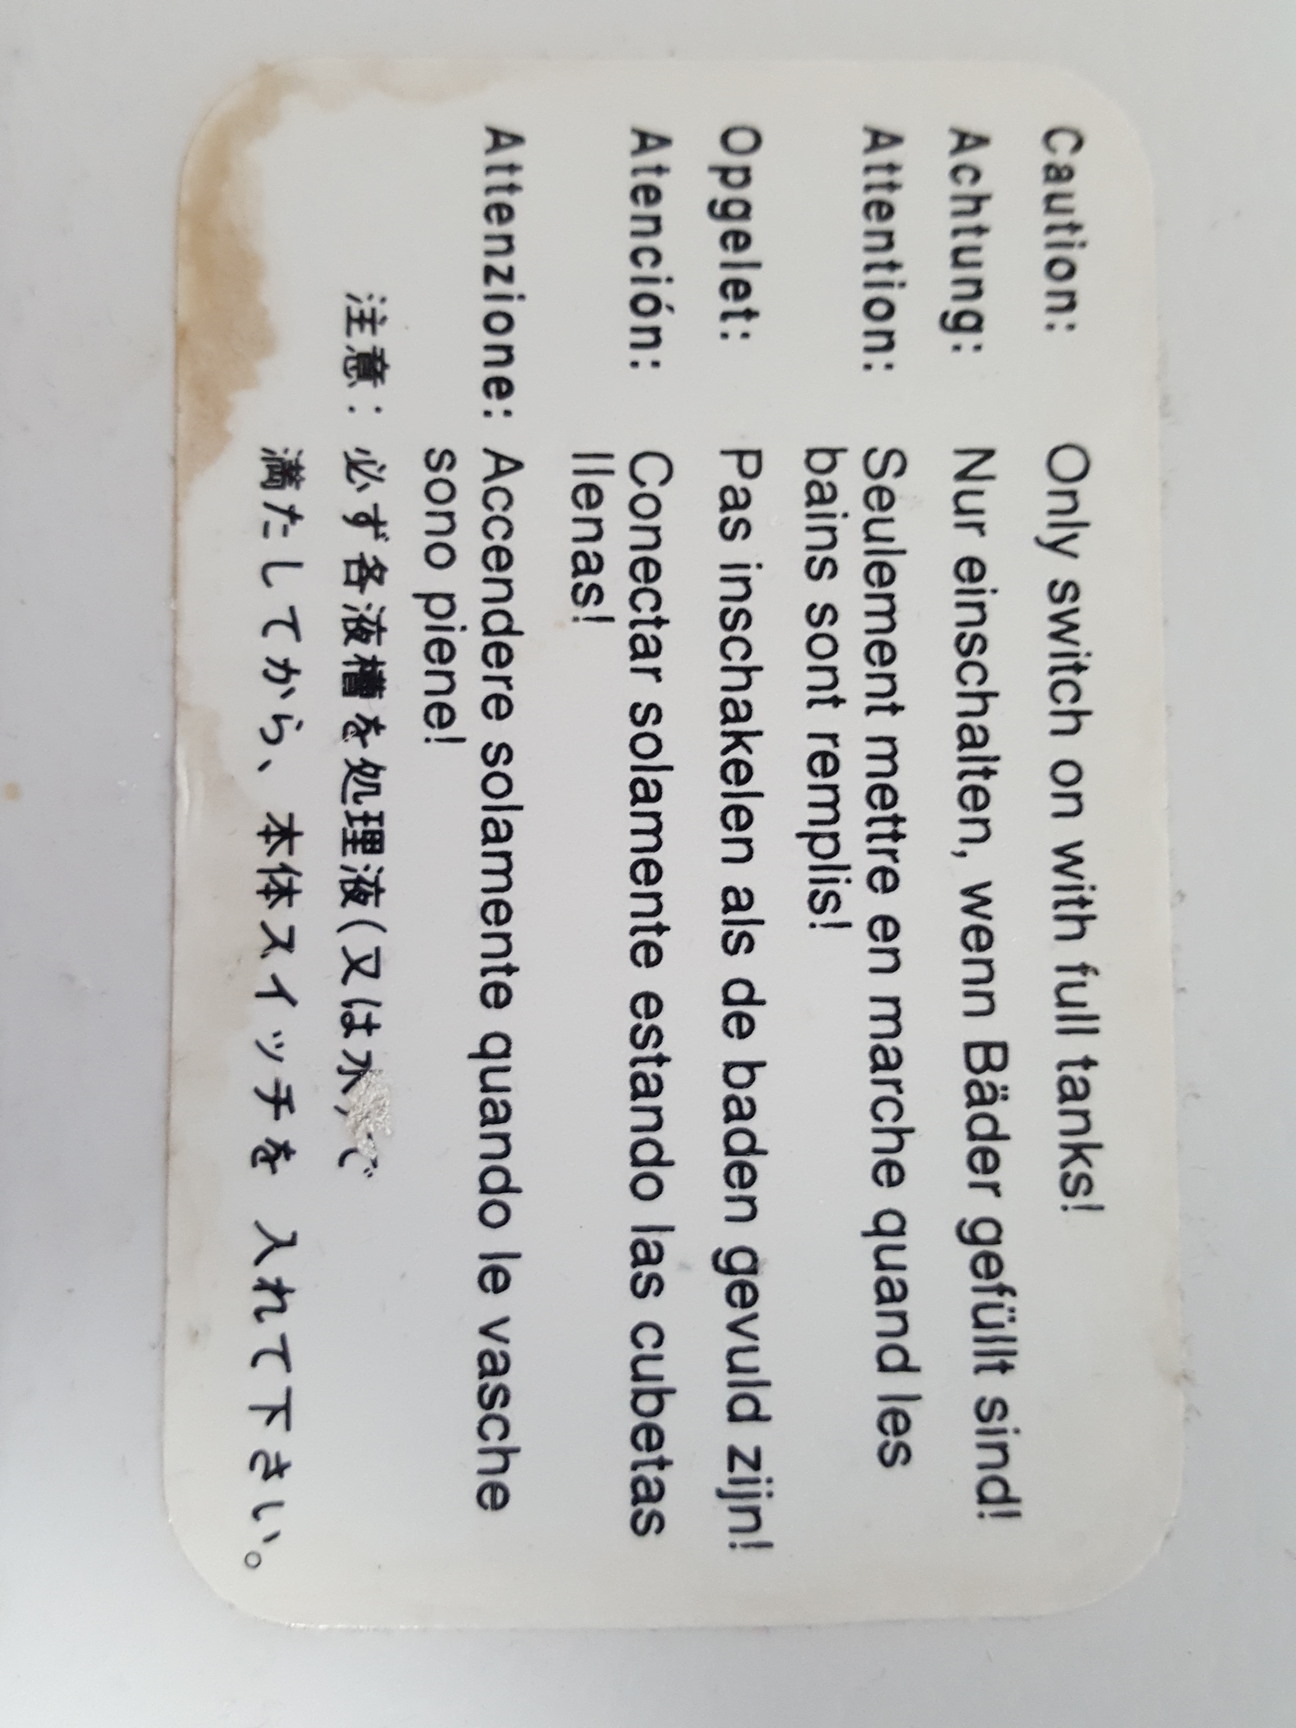 Caution: Only switch on with full tanks!
Achtung: Nur einschalten, wenn Bäder gefüllt sind!
Attention: Seulement mettre en marche quand les
bains sont remplis!
Opgelet: Pas inschakelen als de baden gevuld zijn!
Atención: Conectar solamente estando las cubetas
llenas!
Attenzione: Accendere solamente quando le vasche
sono piene!
注意: 必ず各液槽を処理液(又は水)で
満たしてから、本体スイッチを 入れて下さい。